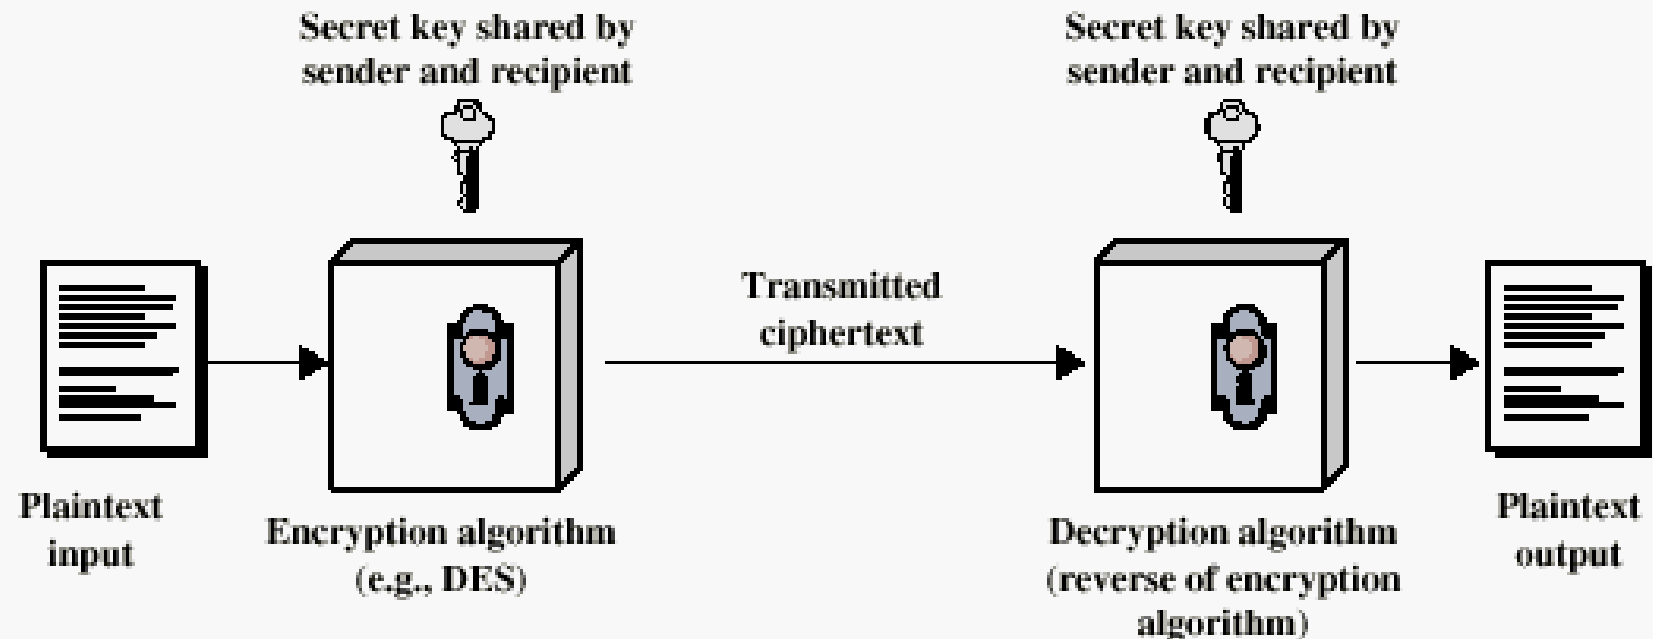 Secret key shared by
sender and recipient
Secret key shared by
sender and recipient
Transmitted
ciphertext
Plaintext
input
Encryption algorithm
(e.g., DES)
Decryption algorithm
(reverse of encryption
algorithm)
Plaintext
output